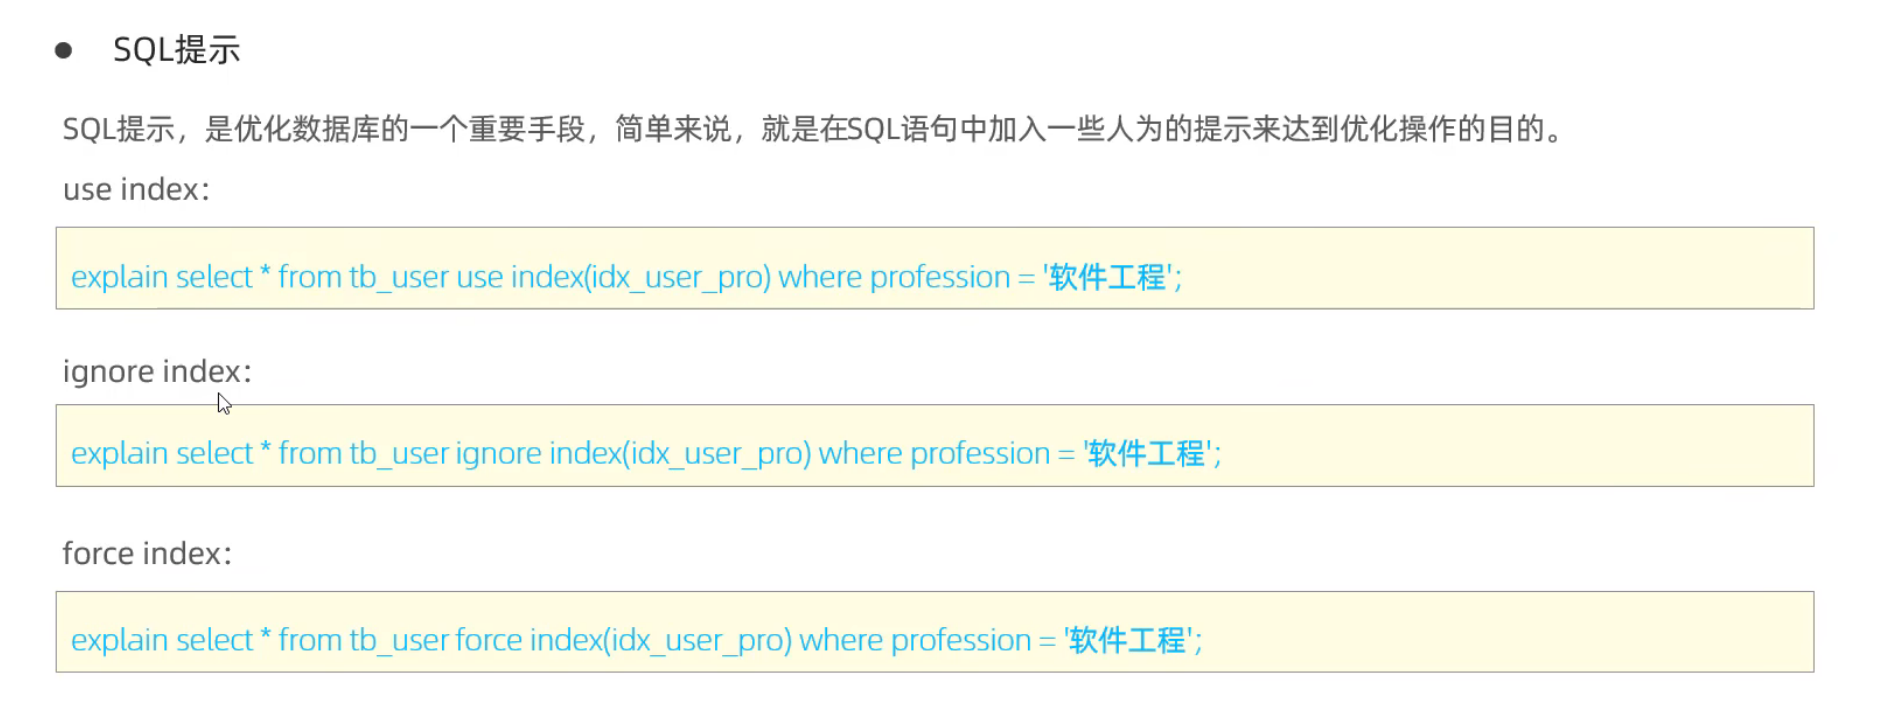 SQL提示
SQL提示，是优化数据库的一个重要手段，简单来说，就是在SQL语句中加入一些人为的提示来达到优化操作的目的。
use index：
explain select * from tb_user use index(idx_user_pro) where profession = '软件工程';
ignore index：
explain select * from tb_user ignore index(idx_user_pro) where profession = '软件工程';
force index：
explain select * from tb_user force index(idx_user_pro) where profession = '软件工程';